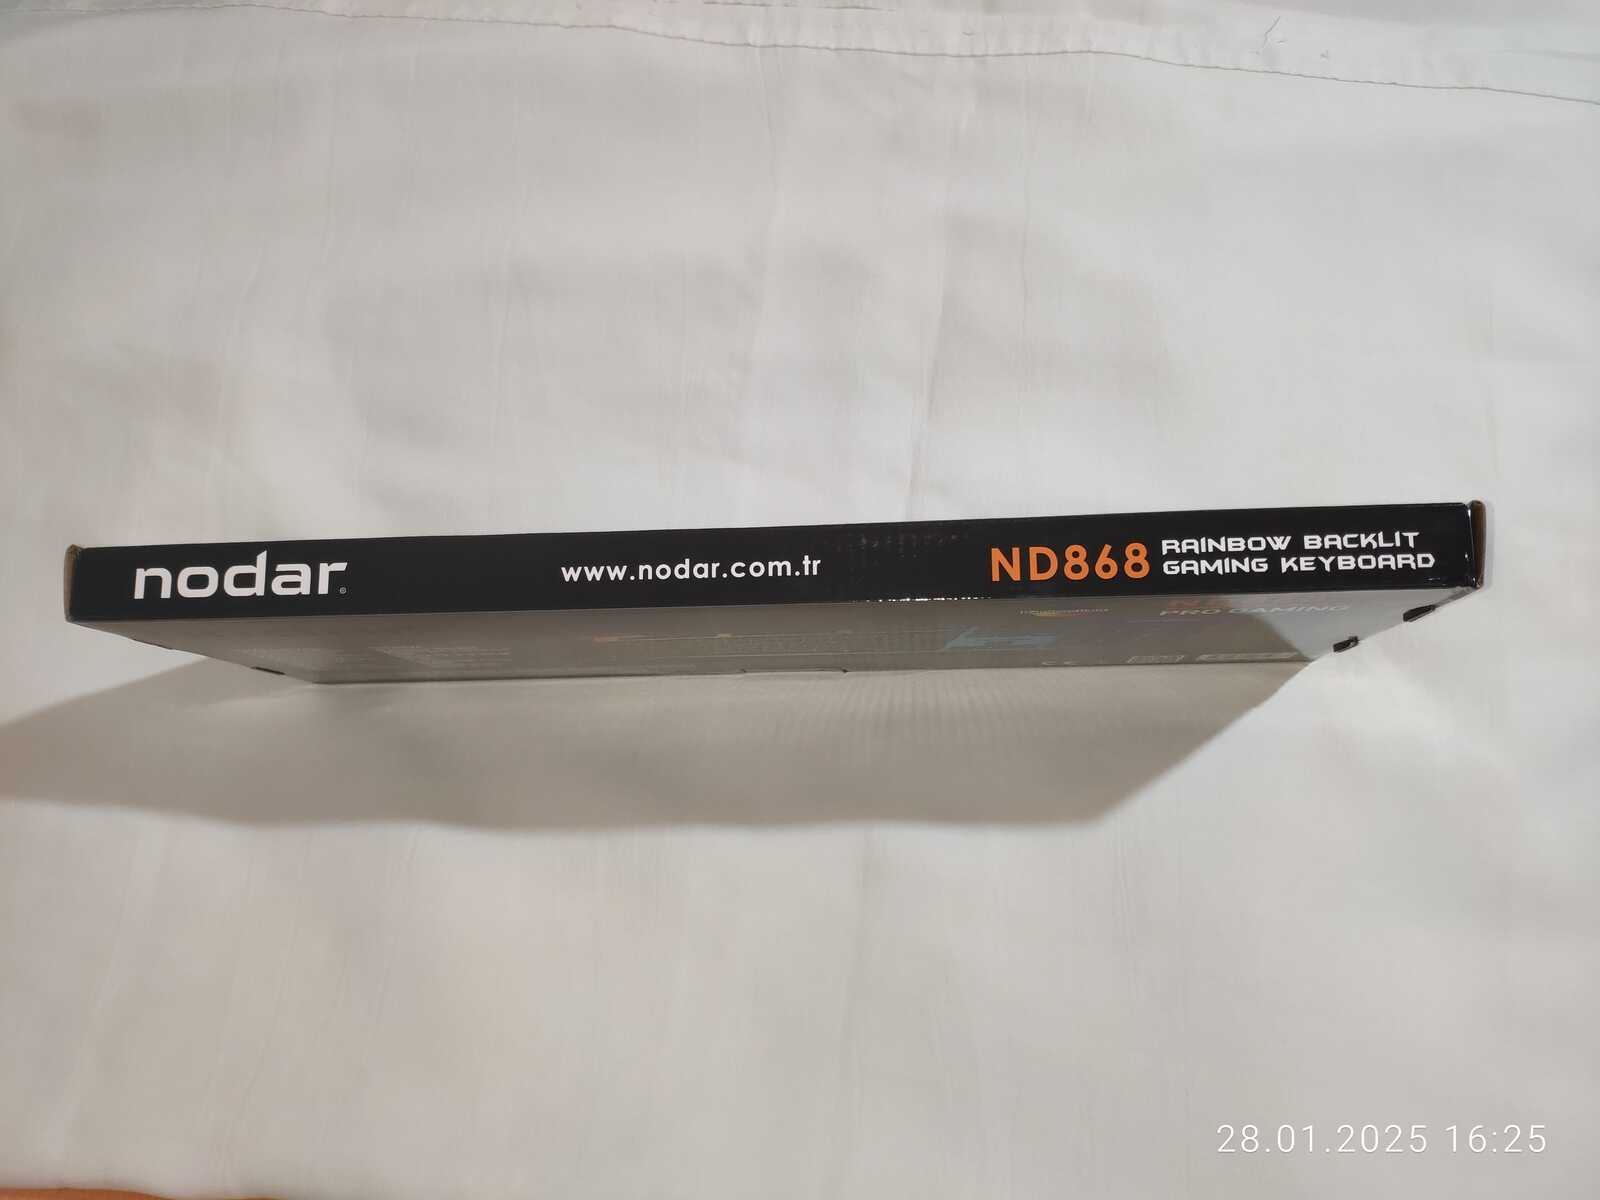 nodar®
www.nodar.com.tr
ND868
RAINBOW BACKLIT
GAMING KEYBOARD
PRO GAMING
28.01.2025 16:25